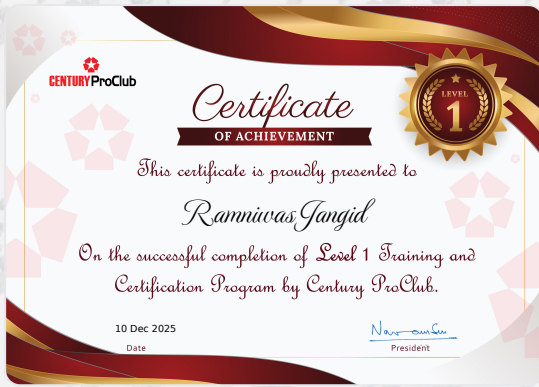 CENTURY ProClub
LEVEL
1
Certificate
OF ACHIEVEMENT
This certificate is proudly presented to
Ramniwas Jangid
On the successful completion of Level 1 Training and
Certification Program by Century ProClub.
10 Dec 2025
Date
President